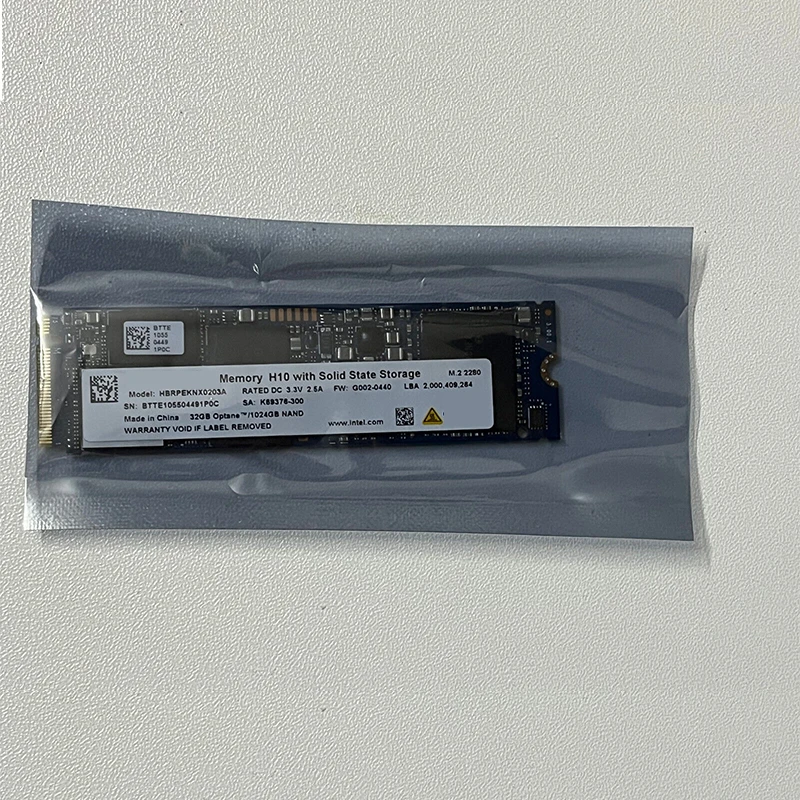 BTTE
1055
0449
1P0C
Memory H10 with Solid State Storage
M.2 2280
Model: HBRPEKNX0203A RATED DC 3.3V 2.5A FW: G002-0440 LBA 2,000,409,264
SN: BTTE105504491P0C SA: K69376-300
Made in China 32GB Optane™/1024GB NAND
WARRANTY VOID IF LABEL REMOVED www.intel.com